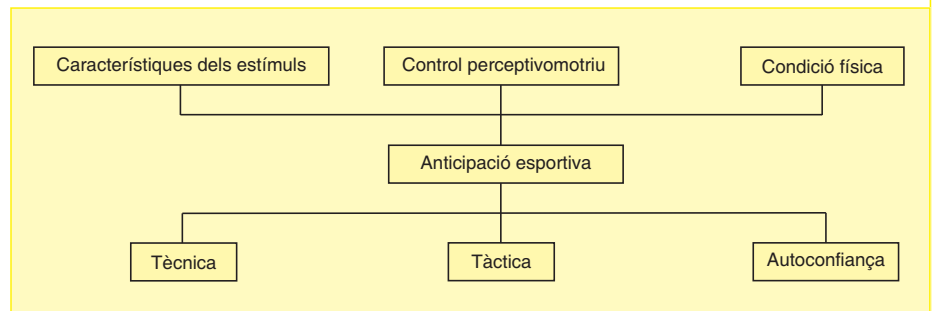 Característiques dels estímuls
Control perceptivomotriu
Condició física
Anticipació esportiva
Tècnica
Tàctica
Autoconfiança